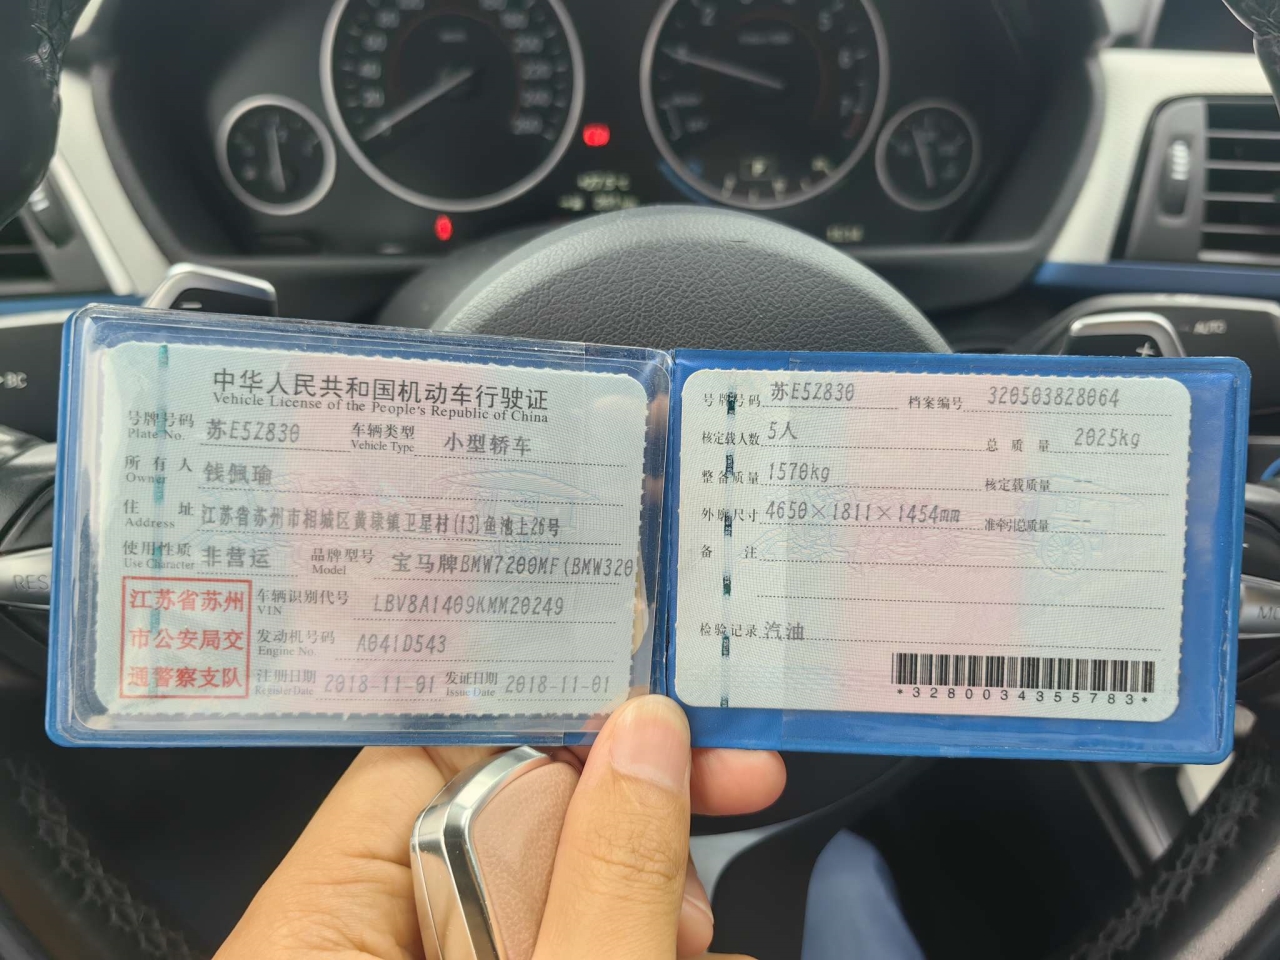 中华人民共和国机动车行驶证
Vehicle License of the People's Republic of China
号牌号码 苏E5Z830 车辆类型 小型轿车
Plate No. Vehicle Type
所有人 钱佩瑜
Owner
住址 江苏省苏州市相城区黄埭镇卫星村(13)鱼池上26号
Address
使用性质 非营运 品牌型号 宝马牌BMW7200MF(BMW320
Use Character Model
江苏省苏州
市公安局交
通警察支队
车辆识别代号 LBV8A1409KMM20249
VIN
发动机号码 A041D543
Engine No.
注册日期 2018-11-01 发证日期 2018-11-01
Register Date Issue Date
号牌号码 苏E5Z830 档案编号 320503828064
核定载人数 5人 总质量 2025kg
整备质量 1570kg 核定载质量 --
外廓尺寸 4650×1811×1454mm 准牵引总质量 --
备注
检验记录 汽油
*3280034355783*
AUTO
BC
RES
P